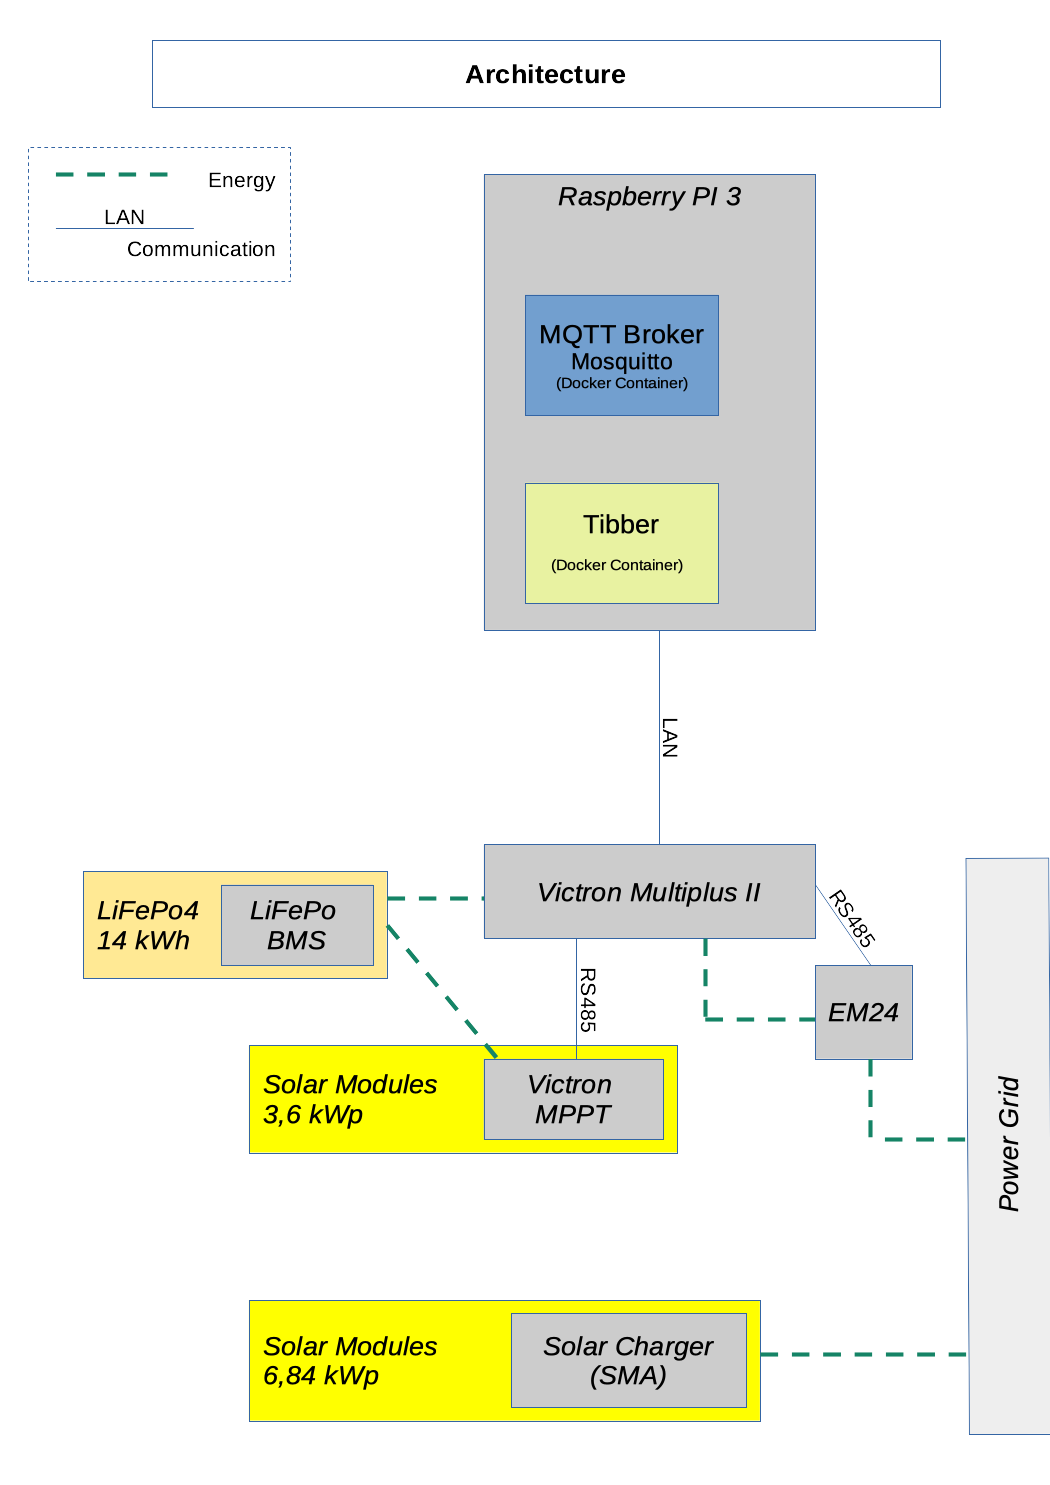 Architecture
Energy
LAN
Communication
Raspberry PI 3
MQTT Broker
Mosquitto
(Docker Container)
Tibber
(Docker Container)
LAN
Victron Multiplus II
RS485
LiFePo4
14 kWh
LiFePo
BMS
RS485
EM24
Solar Modules
3,6 kWp
Victron
MPPT
Power Grid
Solar Modules
6,84 kWp
Solar Charger
(SMA)